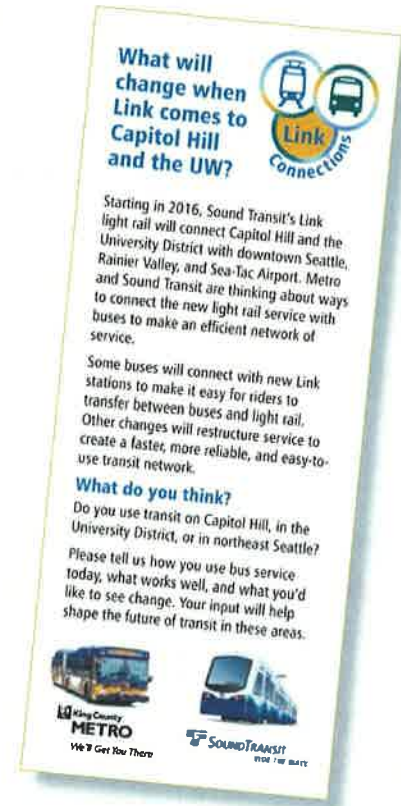 What will
change when
Link comes to
Capitol Hill
and the UW?
Link
Connections
Starting in 2016, Sound Transit's Link
light rail will connect Capitol Hill and the
University District with downtown Seattle,
Rainier Valley, and Sea-Tac Airport. Metro
and Sound Transit are thinking about ways
to connect the new light rail service with
buses to make an efficient network of
service.
Some buses will connect with new Link
stations to make it easy for riders to
transfer between buses and light rail.
Other changes will restructure service to
create a faster, more reliable, and easy-to-
use transit network.
What do you think?
Do you use transit on Capitol Hill, in the
University District, or in northeast Seattle?
Please tell us how you use bus service
today, what works well, and what you'd
like to see change. Your input will help
shape the future of transit in these areas.
King County
METRO
We'll Get You There
SOUNDTRANSIT
RIDE THE WAVE